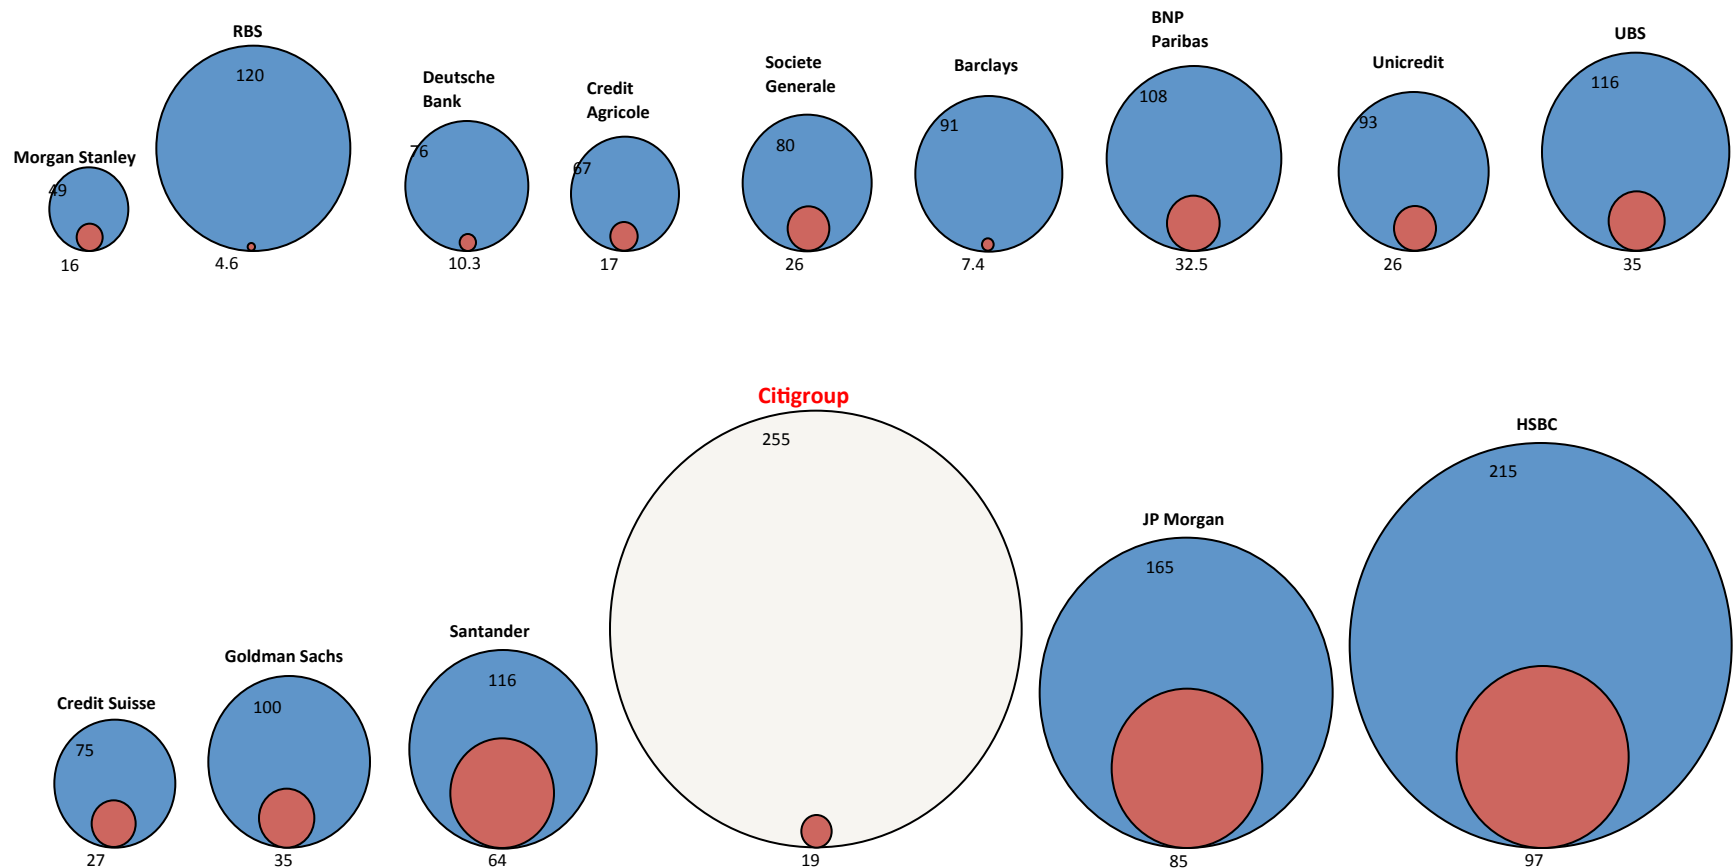 Morgan Stanley
49
16
RBS
120
4.6
Deutsche
Bank
76
10.3
Credit
Agricole
67
17
Societe
Generale
80
26
Barclays
91
7.4
BNP
Paribas
108
32.5
Unicredit
93
26
UBS
116
35
Credit Suisse
75
27
Goldman Sachs
100
35
Santander
116
64
Citigroup
255
19
JP Morgan
165
85
HSBC
215
97